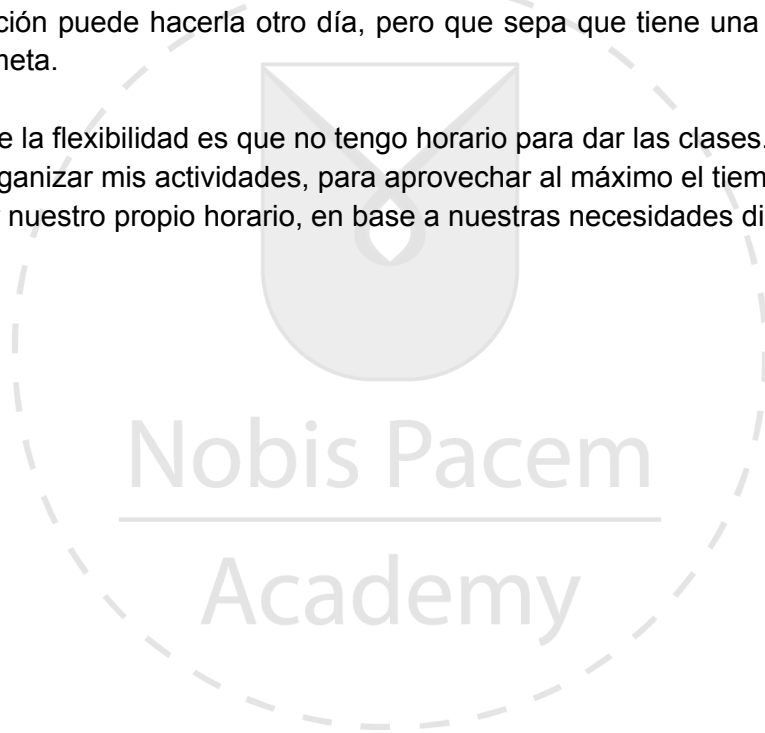 ción puede hacerla otro día, pero que sepa que tiene una
meta.
e la flexibilidad es que no tengo horario para dar las clases.
ganizar mis actividades, para aprovechar al máximo el tiem
r nuestro propio horario, en base a nuestras necesidades di
Nobis Pacem
Academy